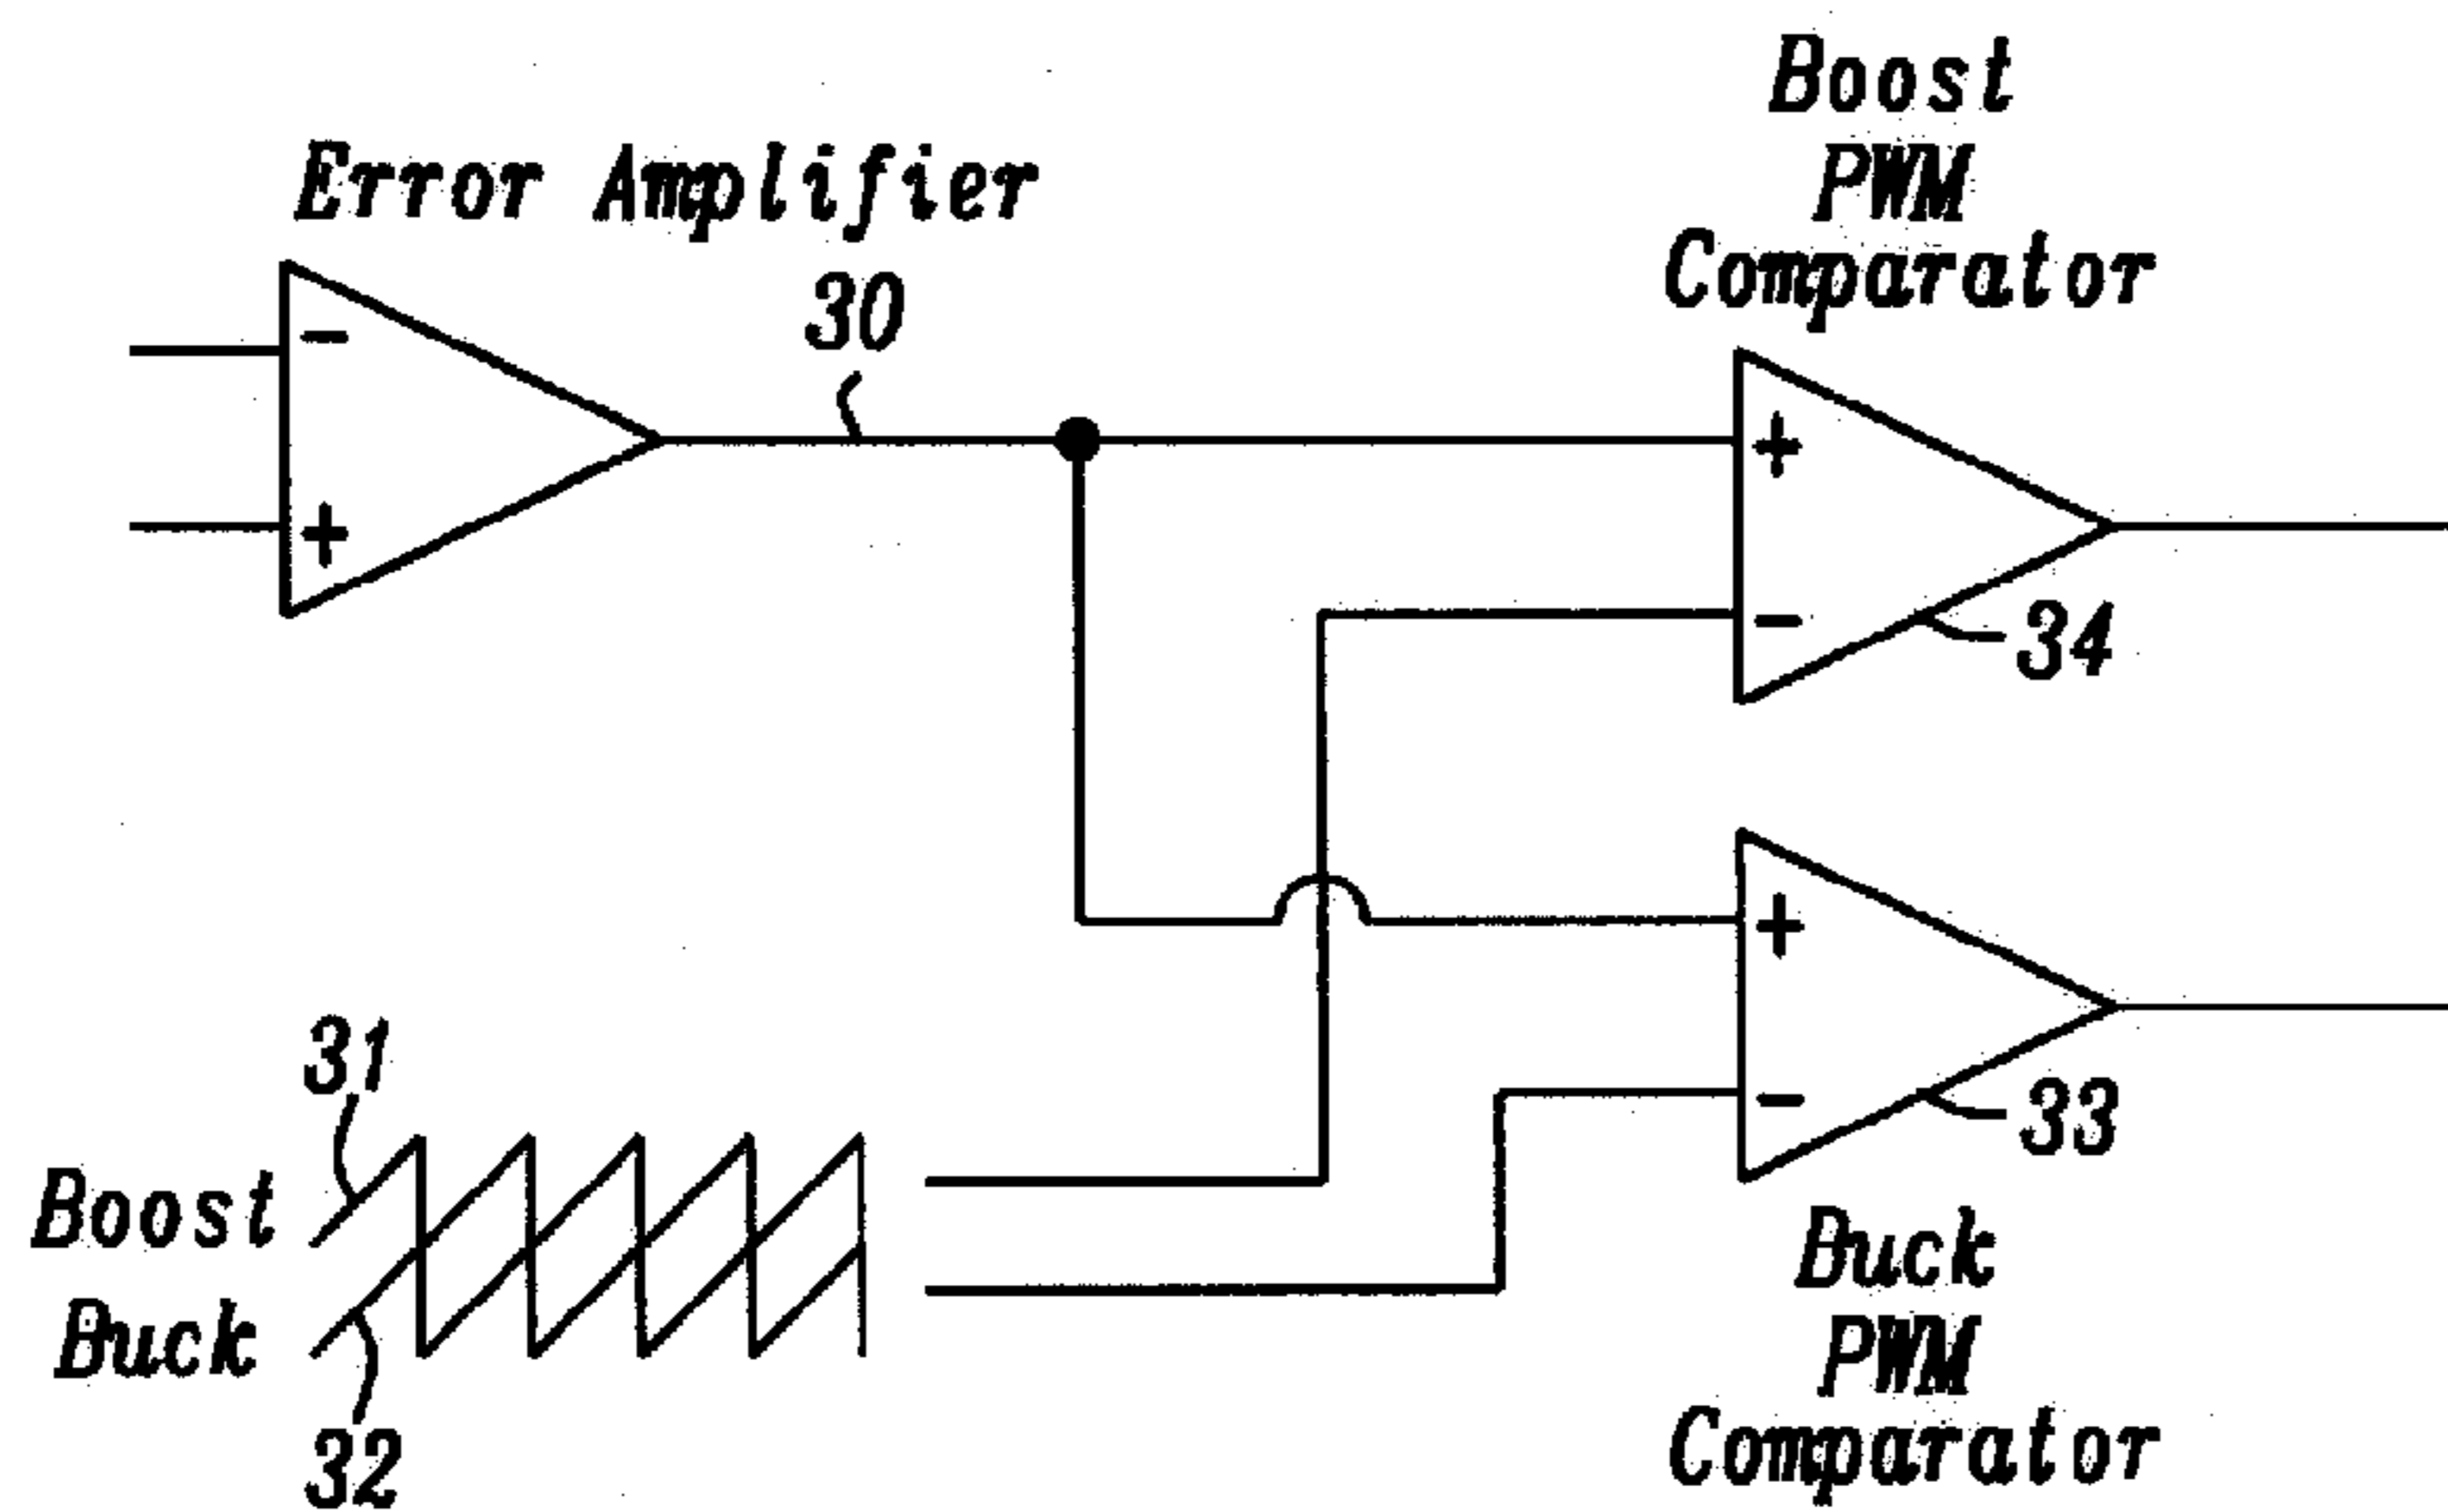 Boost
PWM
Comparator
Error Amplifier
30
-
+
+
-
34
+
-
33
31
Boost
Buck
32
Buck
PWM
Comparator